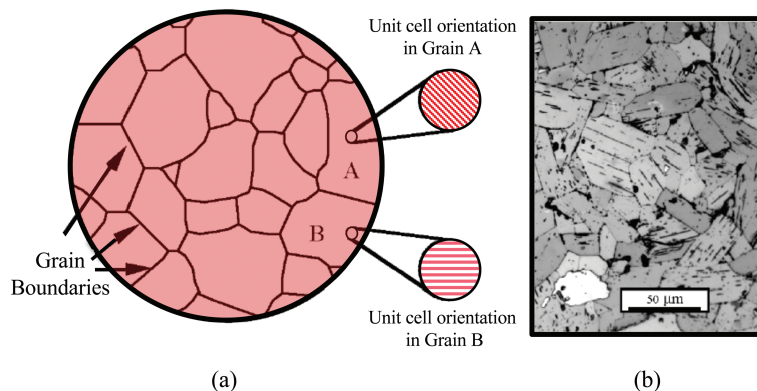 Unit cell orientation
in Grain A
A
B
Grain
Boundaries
Unit cell orientation
in Grain B
50 µm
(a)
(b)